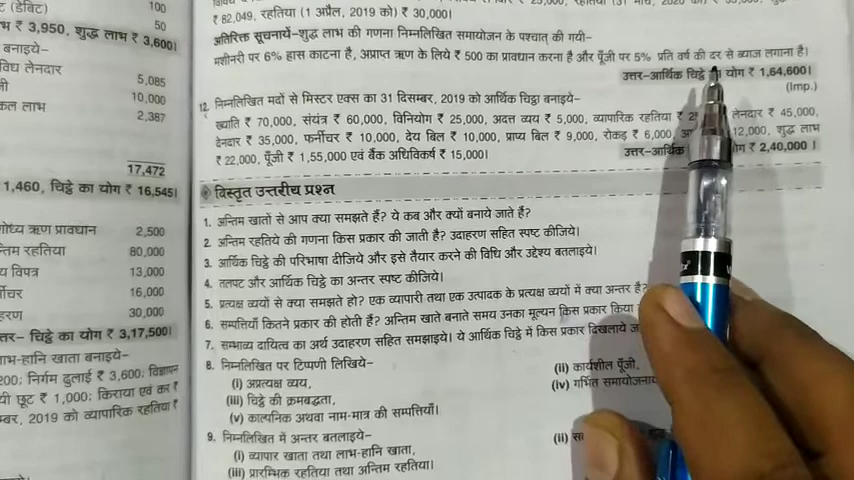 ट (डेबिट) 100
50
भ ₹ 3,950, शुद्ध लाभ ₹ 3,600।
बनाइये-
विध लेनदार 5,085
10,000
कल लाभ 2,387
17,472
1,460, चिट्ठे का योग ₹ 16,545।
गोध्य ऋण प्रावधान 2,500
न्तिम रहतिया 80,000
य विपत्र 13,000
र्नीचर 16,000
हरण 30,000
त्तर- चिट्ठे का योग ₹ 3,17,500।
नाभ-हानि खाता बनाइये-
200; निर्गम ढुलाई ₹ 3,600; विज्ञापन
यी छूट ₹ 1,000; किराया एवं कर ₹
म्बर, 2019 को व्यापारिक रहतिया ₹
₹ 82,049, रहतिया (1 अप्रैल, 2019 को) ₹ 30,000।
अतिरिक्त सूचनायें-शुद्ध लाभ की गणना निम्नलिखित समायोजन के पश्चात् की गयी-
मशीनरी पर 6% ह्रास काटना है, अप्राप्त ऋण के लिये ₹ 500 का प्रावधान करना है और पूँजी पर 5% प्रति वर्ष की दर से ब्याज लगाना है।
उत्तर-आर्थिक चिट्ठे योग ₹ 1,64,600।
(Imp.)
12. निम्नलिखित मदों से मिस्टर एक्स का 31 दिसम्बर, 2019 को आर्थिक चिट्ठा बनाइये-
ख्याति ₹ 70,000, संयंत्र ₹ 60,000, विनियोग ₹ 25,000, अदत्त व्यय ₹ 5,000, व्यापारिक रहतिया ₹ लेनदार ₹ 45,000,
देनदार ₹ 35,000, फर्नीचर ₹ 10,000, देय बिल ₹ 10,000, प्राप्य बिल ₹ 9,000, रोकड़ ₹ 6,000, 12,000, शुद्ध लाभ
₹ 22,000, पूँजी ₹ 1,55,000 एवं बैंक अधिविकर्ष ₹ 15,000।
उत्तर-आर्थिक ₹ 2,40,000 ।
विस्तृत उत्तरीय प्रश्न
1. अन्तिम खातों से आप क्या समझते हैं? ये कब और क्यों बनाये जाते हैं?
2. अन्तिम रहतिये की गणना किस प्रकार की जाती है? उदाहरण सहित स्पष्ट कीजिये।
3. आर्थिक चिट्ठे की परिभाषा दीजिये और इसे तैयार करने की विधि और उद्देश्य बतलाइये।
4. तलपट और आर्थिक चिट्ठे का अन्तर स्पष्ट कीजिये।
5. प्रत्यक्ष व्ययों से क्या समझते हो? एक व्यापारी तथा एक उत्पादक के प्रत्यक्ष व्ययों में क्या अन्तर है?
6. सम्पत्तियाँ कितने प्रकार की होती हैं? अन्तिम खाते बनाते समय उनका मूल्यन किस प्रकार किया
7. सम्भाव्य दायित्व का अर्थ उदाहरण सहित समझाइये। ये आर्थिक चिट्ठे में किस प्रकार दिखलाये
8. निम्नलिखित पर टिप्पणी लिखिये-
(i) अप्रत्यक्ष व्यय, (ii) कार्यशील पूँजी,
(iii) चिट्ठे की क्रमबद्धता, (iv) गर्भित
(v) काल्पनिक अथवा नाम-मात्र की सम्पत्तियाँ।
9. निम्नलिखित में अन्तर बतलाइये-
(i) व्यापार खाता तथा लाभ-हानि खाता, (ii)
(iii) प्रारम्भिक रहतिया तथा अन्तिम रहतिया।